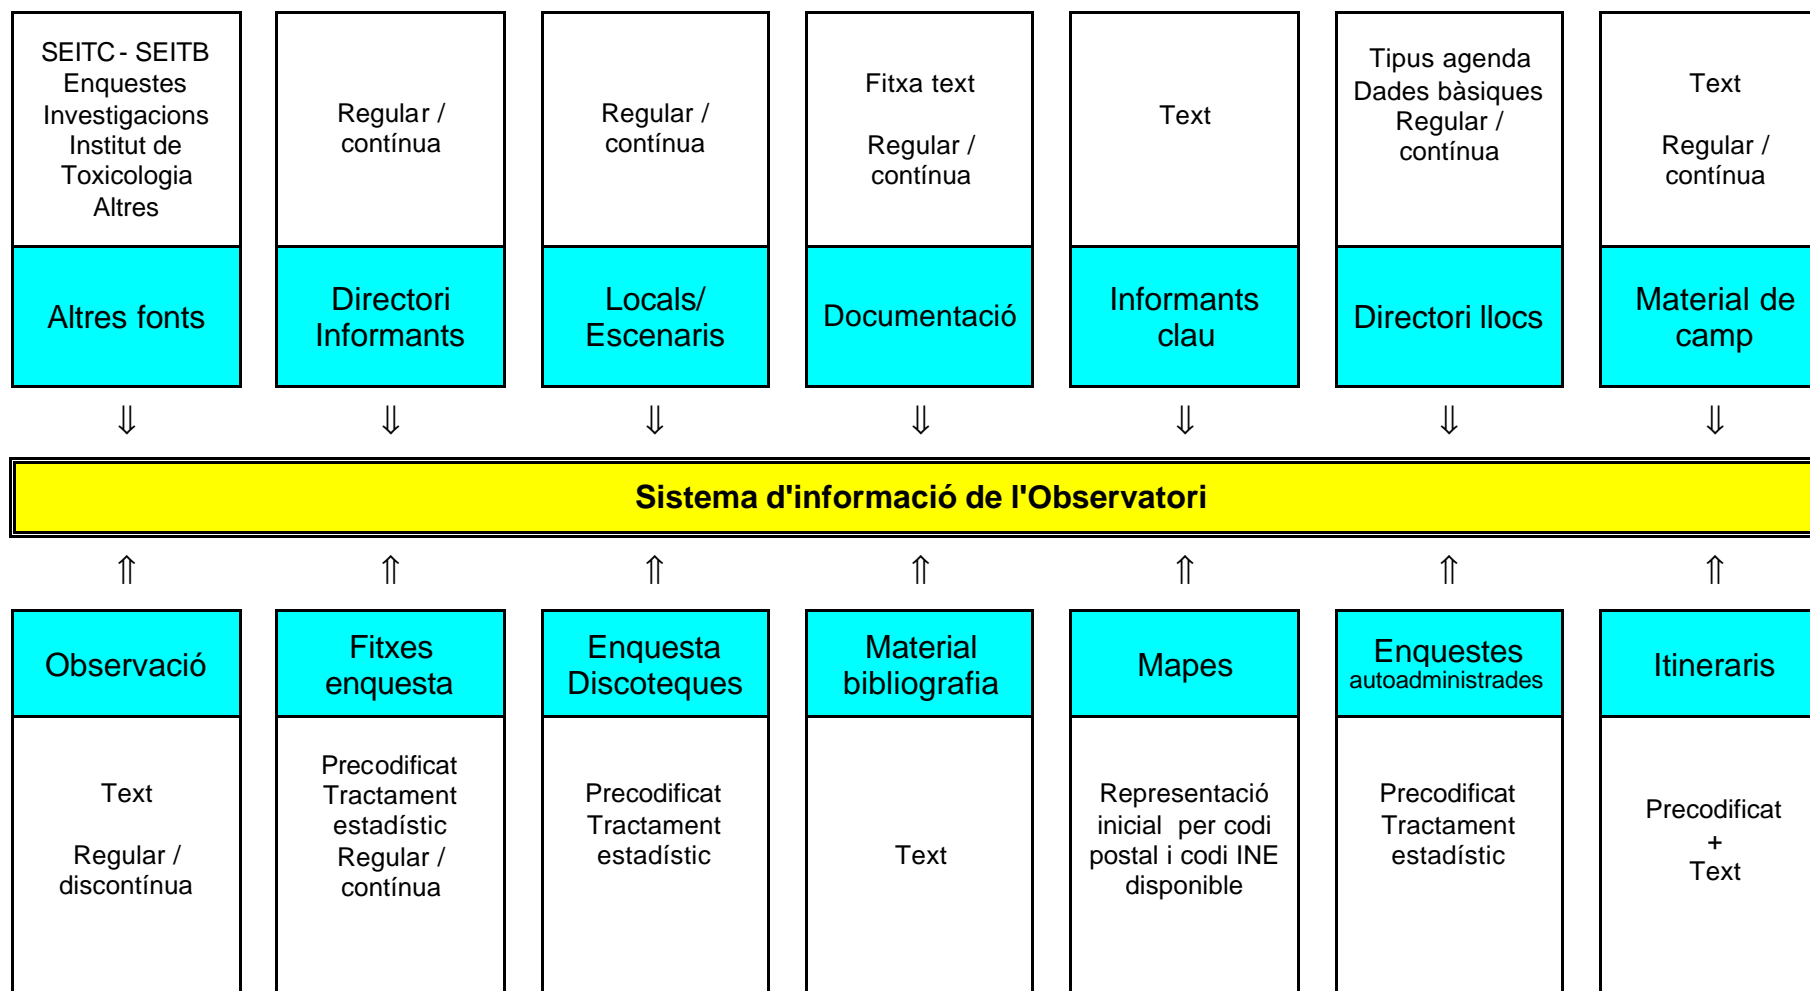 SEITC - SEITB
Enquestes
Investigacions
Institut de
Toxicologia
Altres
Altres fonts
Regular /
contínua
Directori
Informants
Regular /
contínua
Locals/
Escenaris
Fitxa text
Regular /
contínua
Documentació
Text
Informants
clau
Tipus agenda
Dades bàsiques
Regular /
contínua
Directori llocs
Text
Regular /
contínua
Material de
camp
⇓ ⇓ ⇓ ⇓ ⇓ ⇓ ⇓
Sistema d'informació de l'Observatori
⇑ ⇑ ⇑ ⇑ ⇑ ⇑ ⇑
Observació
Text
Regular /
discontínua
Fitxes
enquesta
Precodificat
Tractament
estadístic
Regular /
contínua
Enquesta
Discoteques
Precodificat
Tractament
estadístic
Material
bibliografia
Text
Mapes
Representació
inicial per codi
postal i codi INE
disponible
Enquestes
autoadministrades
Precodificat
Tractament
estadístic
Itineraris
Precodificat
+
Text